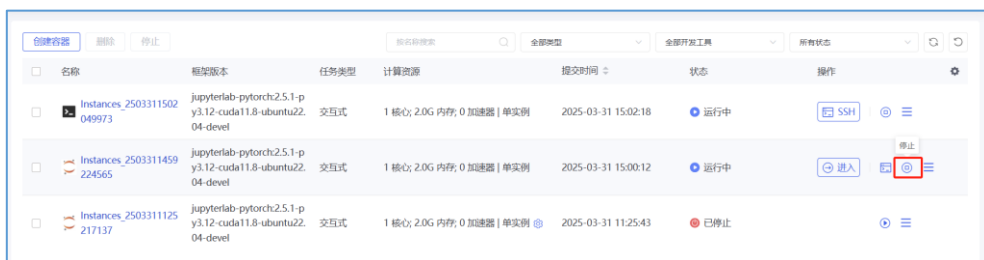 创建容器 删除 停止 按名称搜索 全部类型 全部开发工具 所有状态
名称 框架版本 任务类型 计算资源 提交时间 状态 操作
Instances_2503311502
049973
jupyterlab-pytorch:2.5.1-p
y3.12-cuda11.8-ubuntu22.
04-devel
交互式 1 核心; 2.0G 内存; 0 加速器 | 单实例 2025-03-31 15:02:18 运行中 SSH
停止
Instances_2503311459
224565
jupyterlab-pytorch:2.5.1-p
y3.12-cuda11.8-ubuntu22.
04-devel
交互式 1 核心; 2.0G 内存; 0 加速器 | 单实例 2025-03-31 15:00:12 运行中 进入
Instances_2503311125
217137
jupyterlab-pytorch:2.5.1-p
y3.12-cuda11.8-ubuntu22.
04-devel
交互式 1 核心; 2.0G 内存; 0 加速器 | 单实例 2025-03-31 11:25:43 已停止